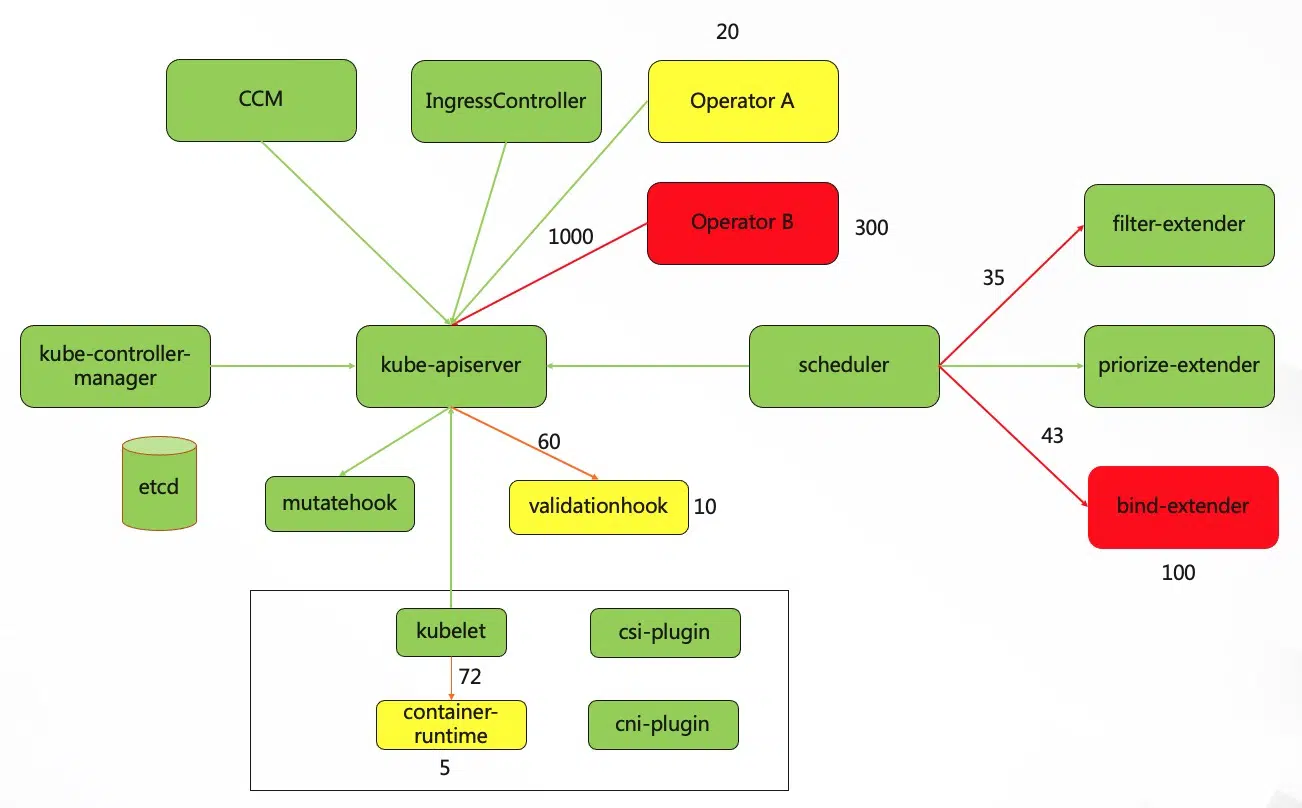 20
CCM
IngressController
Operator A
Operator B
300
1000
filter-extender
35
kube-controller-
manager
kube-apiserver
scheduler
priorize-extender
43
60
etcd
mutatehook
validationhook
10
bind-extender
100
kubelet
csi-plugin
72
container-
runtime
cni-plugin
5